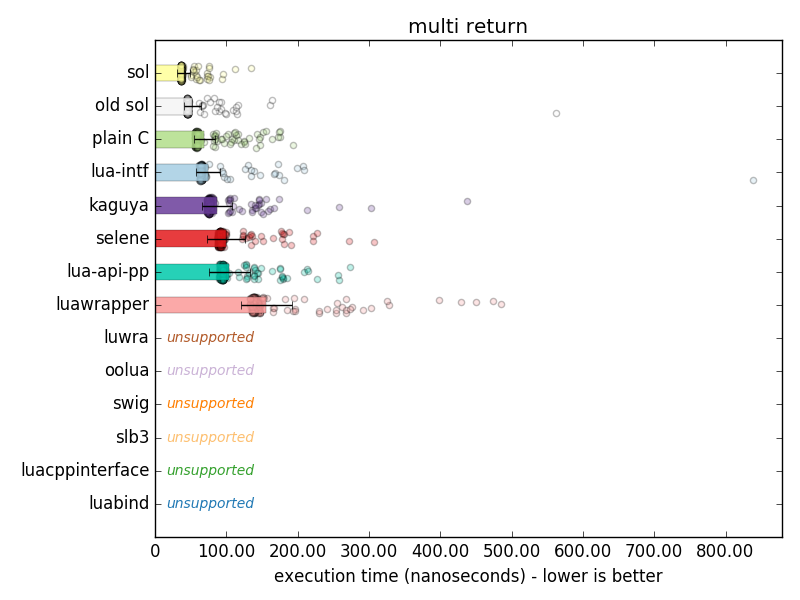 multi return
sol
old sol
plain C
lua-intf
kaguya
selene
lua-api-pp
luawrapper
luwra unsupported
oolua unsupported
swig unsupported
slb3 unsupported
luacppinterface unsupported
luabind unsupported
0 100.00 200.00 300.00 400.00 500.00 600.00 700.00 800.00
execution time (nanoseconds) - lower is better